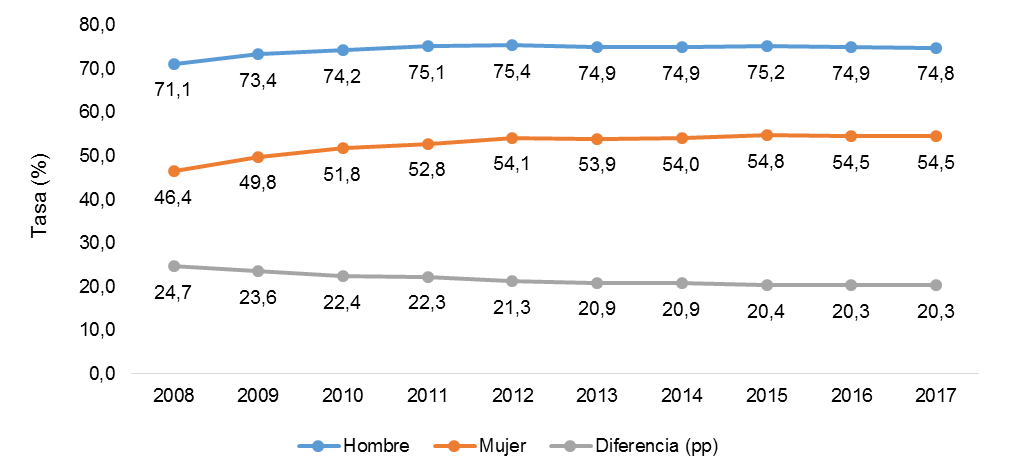 80,0
70,0
60,0
50,0
40,0
30,0
20,0
10,0
0,0
Tasa (%)
71,1 73,4 74,2 75,1 75,4 74,9 74,9 75,2 74,9 74,8
46,4 49,8 51,8 52,8 54,1 53,9 54,0 54,8 54,5 54,5
24,7 23,6 22,4 22,3 21,3 20,9 20,9 20,4 20,3 20,3
2008 2009 2010 2011 2012 2013 2014 2015 2016 2017
Hombre Mujer Diferencia (pp)